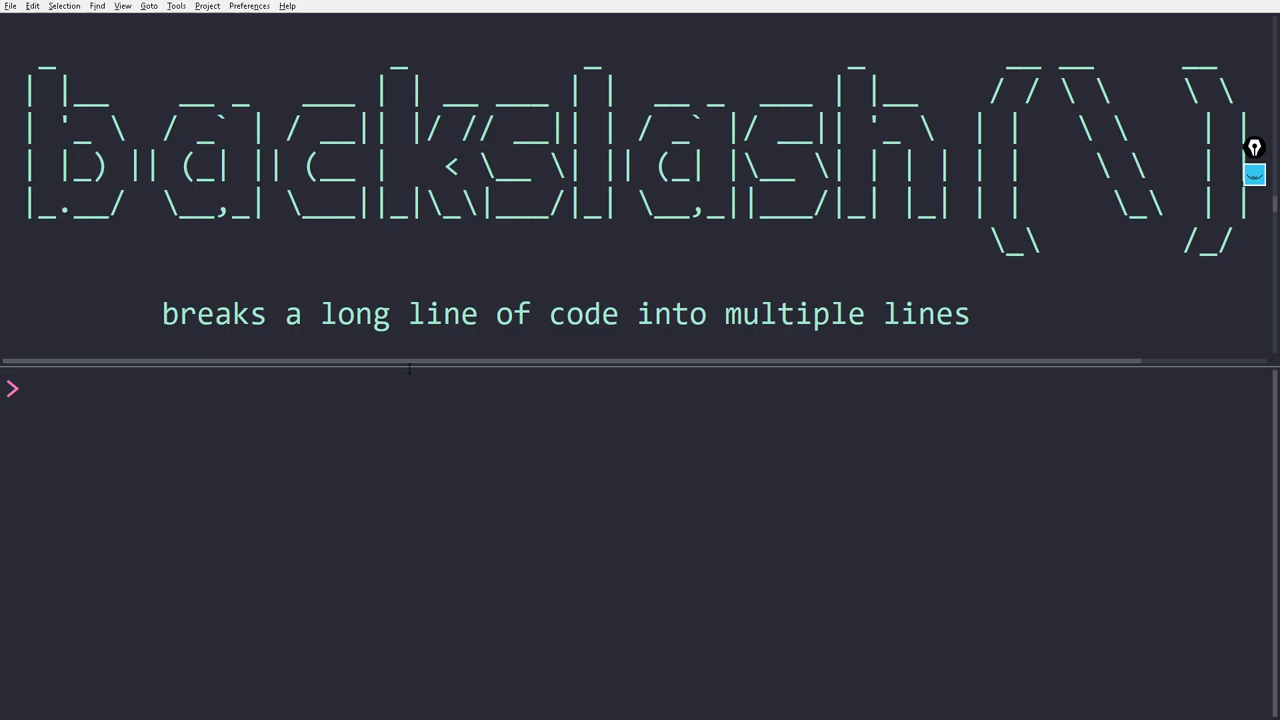 File Edit Selection Find View Goto Tools Project Preferences Help
backslash(\)
breaks a long line of code into multiple lines
>